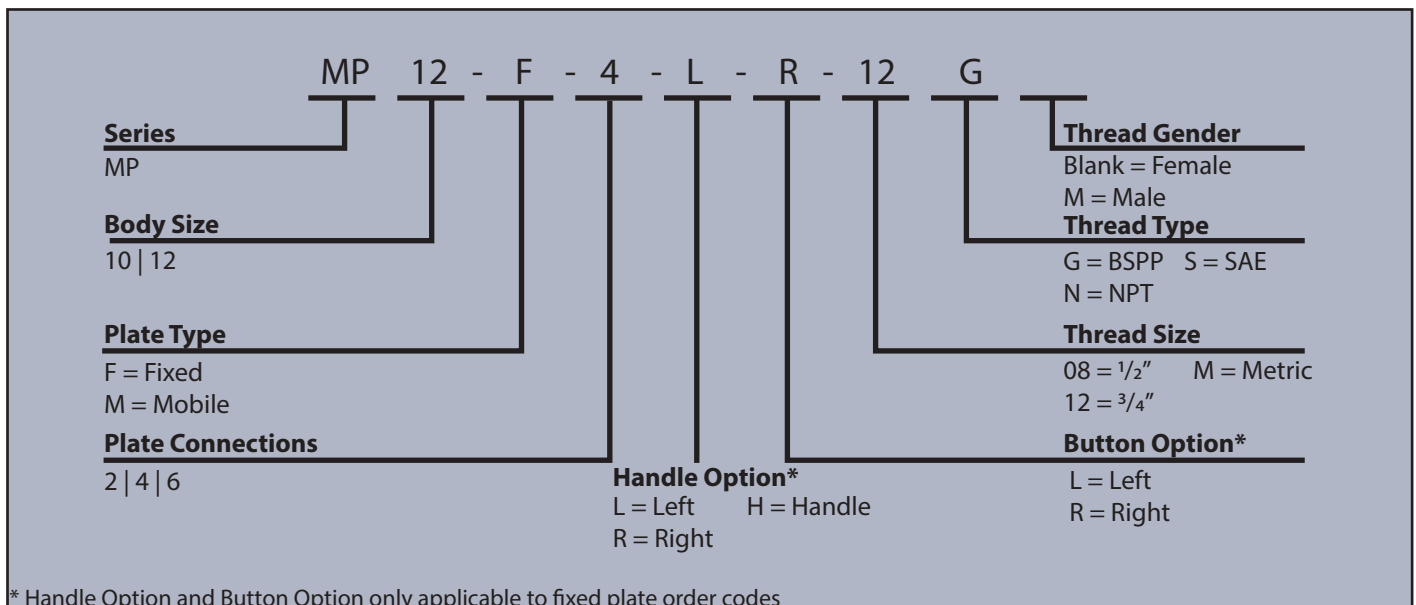 MP 12 - F - 4 - L - R - 12 G
Series
MP
Body Size
10 | 12
Plate Type
F = Fixed
M = Mobile
Plate Connections
2 | 4 | 6
Handle Option*
L = Left H = Handle
R = Right
Thread Gender
Blank = Female
M = Male
Thread Type
G = BSPP S = SAE
N = NPT
Thread Size
08 = 1/2” M = Metric
12 = 3/4”
Button Option*
L = Left
R = Right
* Handle Option and Button Option only applicable to fixed plate order codes